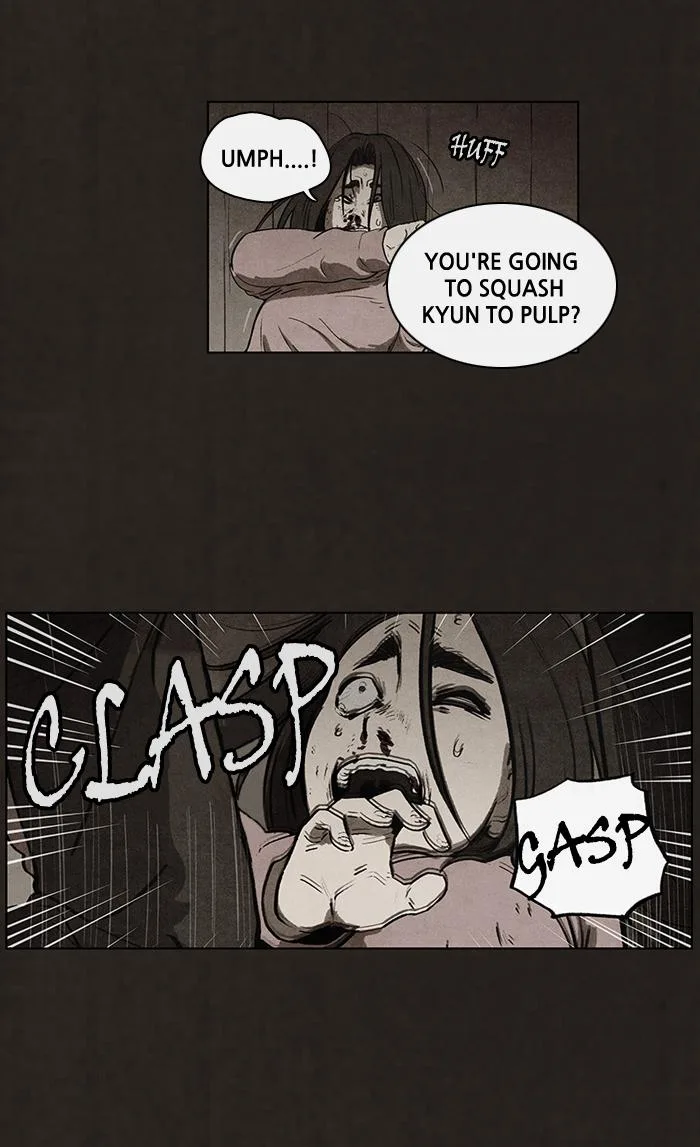 UMPH....!
HUFF
YOU'RE GOING
TO SQUASH
KYUN TO PULP?
CLASP
GASP